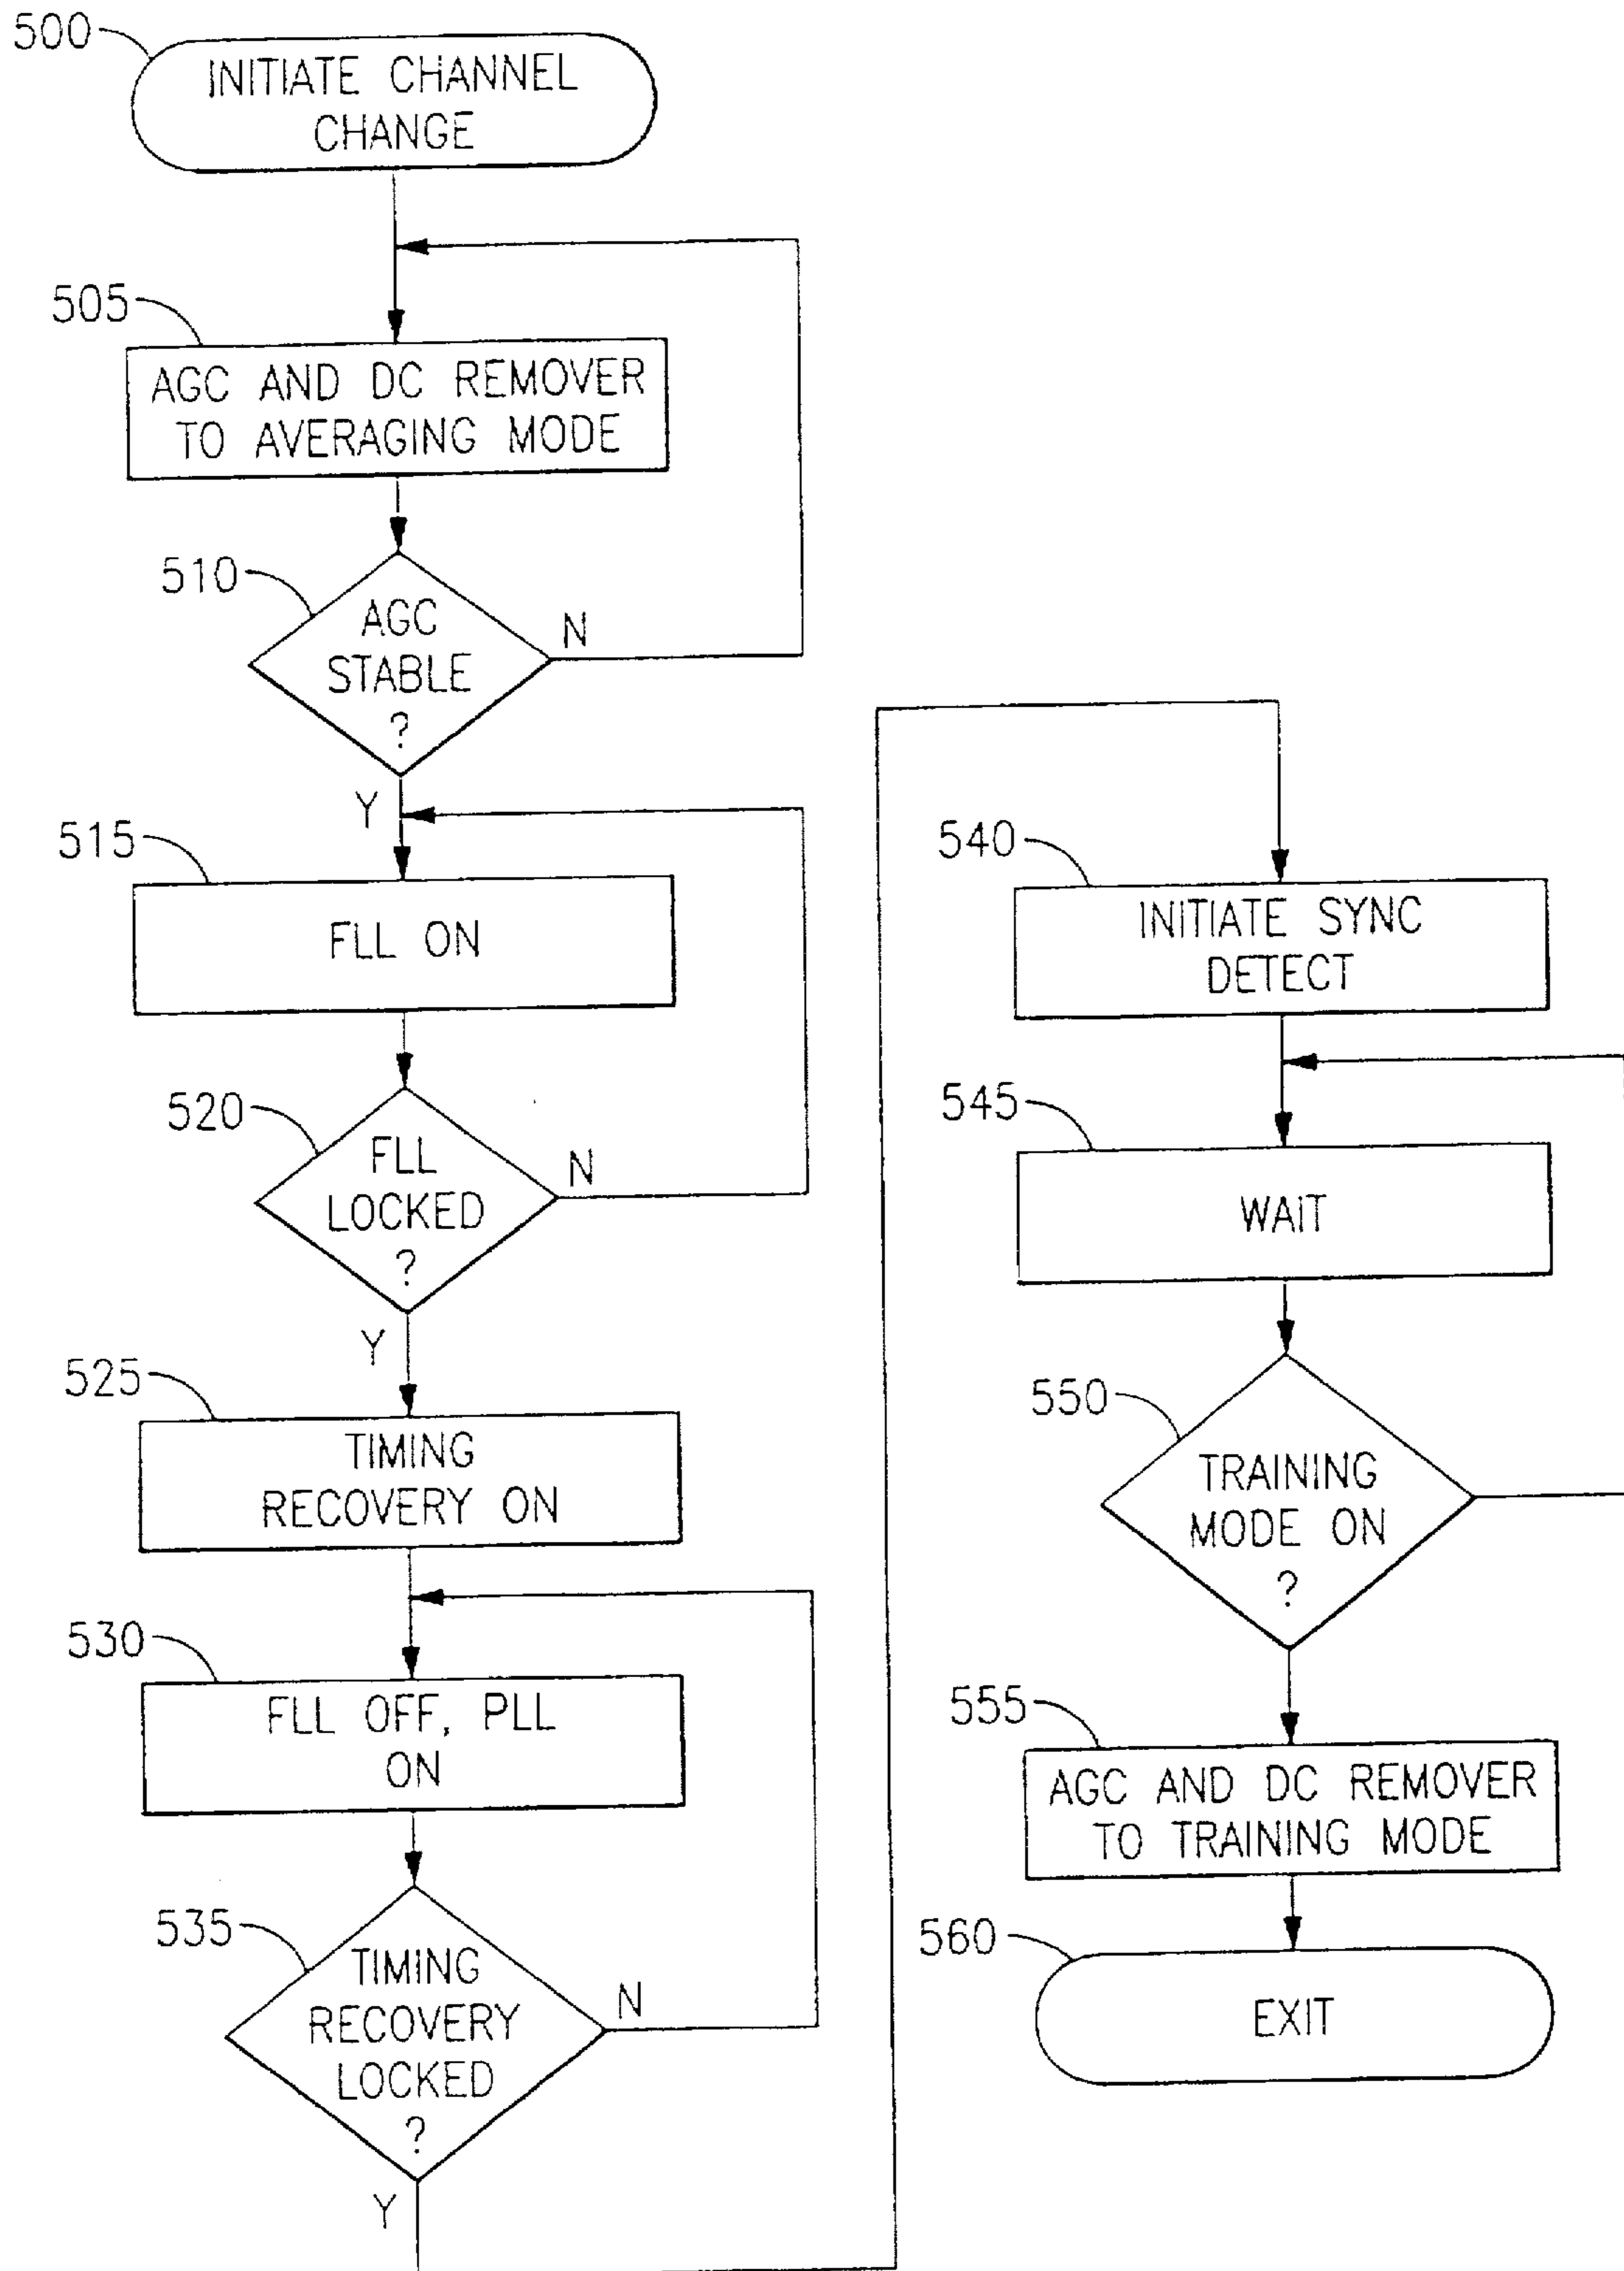 500
INITIATE CHANNEL
CHANGE
505
AGC AND DC REMOVER
TO AVERAGING MODE
510
AGC
STABLE
?
N
Y
515
FLL ON
520
FLL
LOCKED
?
N
Y
525
TIMING
RECOVERY ON
530
FLL OFF, PLL
ON
535
TIMING
RECOVERY
LOCKED
?
N
Y
540
INITIATE SYNC
DETECT
545
WAIT
550
TRAINING
MODE ON
?
555
AGC AND DC REMOVER
TO TRAINING MODE
560
EXIT